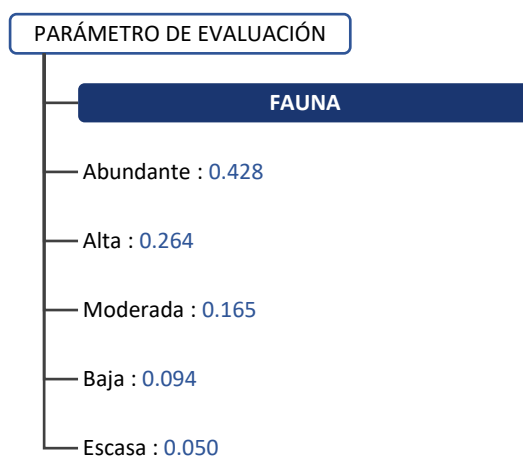 PARÁMETRO DE EVALUACIÓN
FAUNA
Abundante : 0.428
Alta : 0.264
Moderada : 0.165
Baja : 0.094
Escasa : 0.050